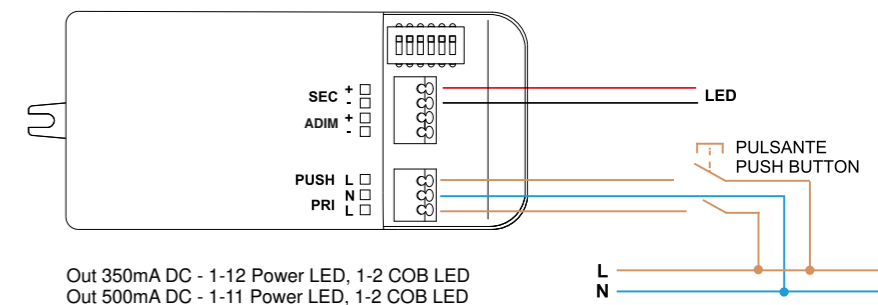 SEC + -
ADIM + -
LED
PULSANTE
PUSH BUTTON
PUSH L
N
PRI
L
Out 350mA DC - 1-12 Power LED, 1-2 COB LED
Out 500mA DC - 1-11 Power LED, 1-2 COB LED
L
N